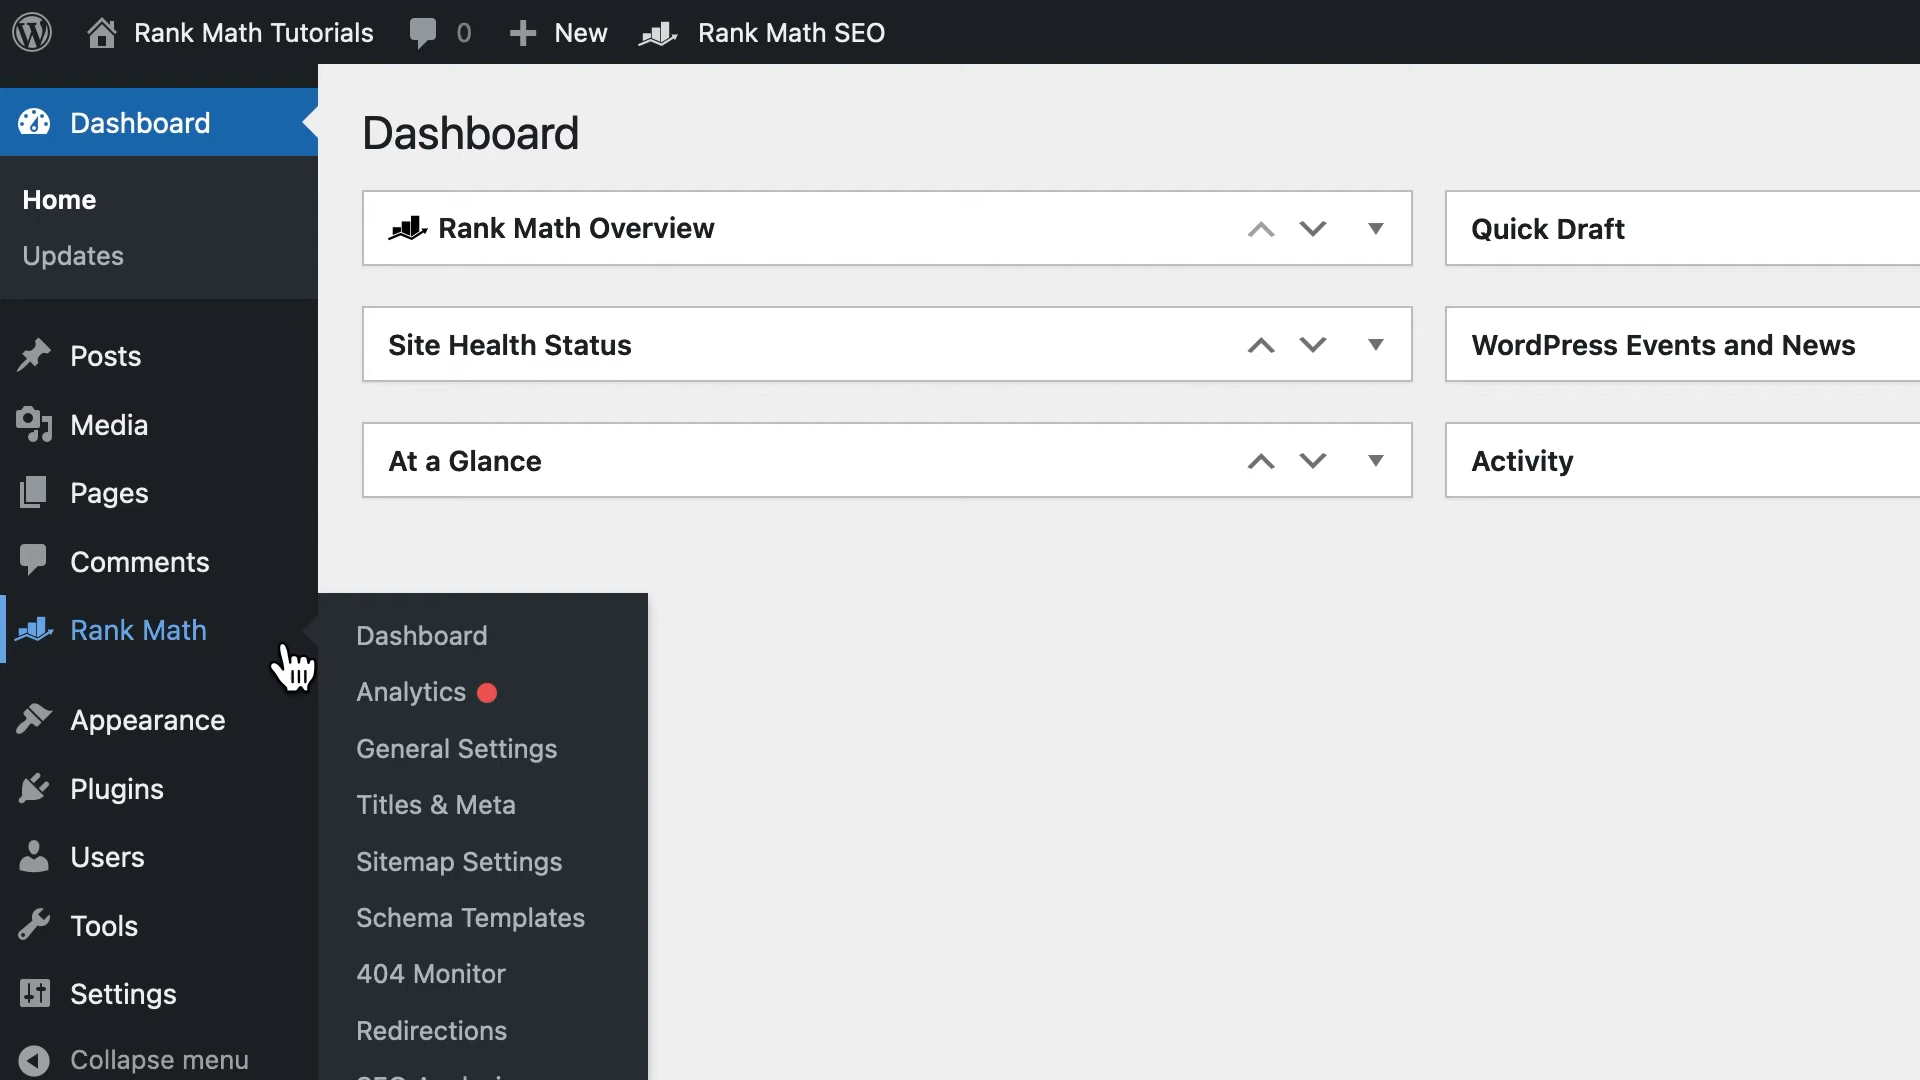 Rank Math Tutorials 0 New Rank Math SEO
Dashboard
Home
Updates
Posts
Media
Pages
Comments
Rank Math
Appearance
Plugins
Users
Tools
Settings
Collapse menu
Dashboard
Analytics
General Settings
Titles & Meta
Sitemap Settings
Schema Templates
404 Monitor
Redirections
Dashboard
Rank Math Overview
Site Health Status
At a Glance
Quick Draft
WordPress Events and News
Activity